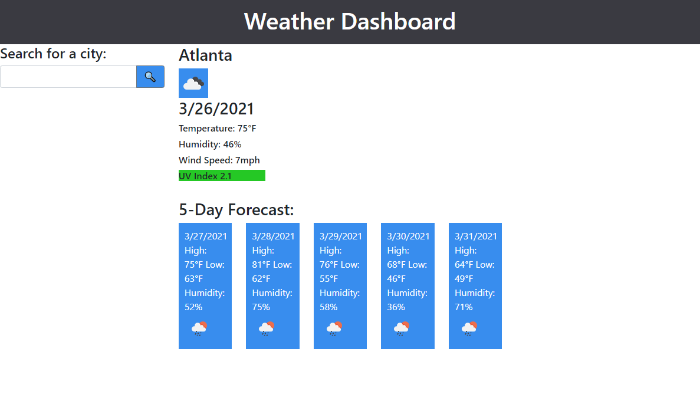 Weather Dashboard
Search for a city:
Atlanta
3/26/2021
Temperature: 75°F
Humidity: 46%
Wind Speed: 7mph
UV Index 2.1
5-Day Forecast:
3/27/2021
High:
75°F Low:
63°F
Humidity:
52%
3/28/2021
High:
81°F Low:
62°F
Humidity:
75%
3/29/2021
High:
76°F Low:
55°F
Humidity:
58%
3/30/2021
High:
68°F Low:
46°F
Humidity:
36%
3/31/2021
High:
64°F Low:
49°F
Humidity:
71%